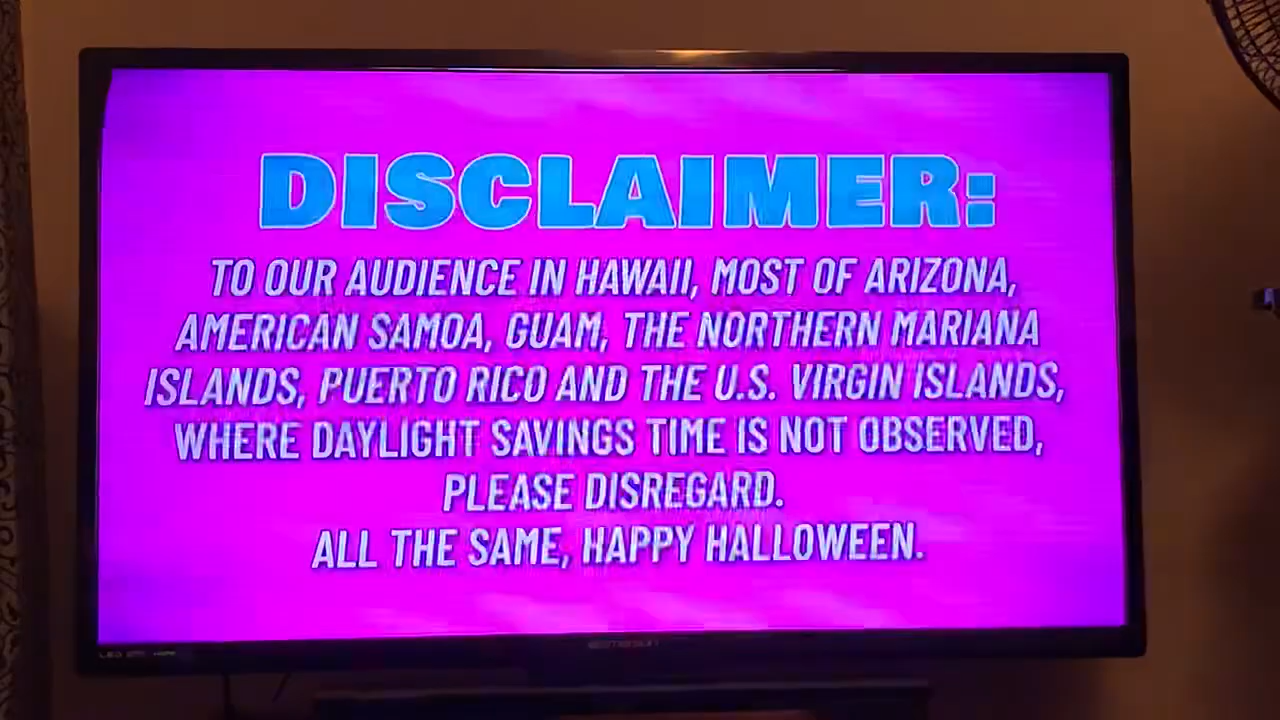 DISCLAIMER:
TO OUR AUDIENCE IN HAWAII, MOST OF ARIZONA,
AMERICAN SAMOA, GUAM, THE NORTHERN MARIANA
ISLANDS, PUERTO RICO AND THE U.S. VIRGIN ISLANDS,
WHERE DAYLIGHT SAVINGS TIME IS NOT OBSERVED,
PLEASE DISREGARD.
ALL THE SAME, HAPPY HALLOWEEN.